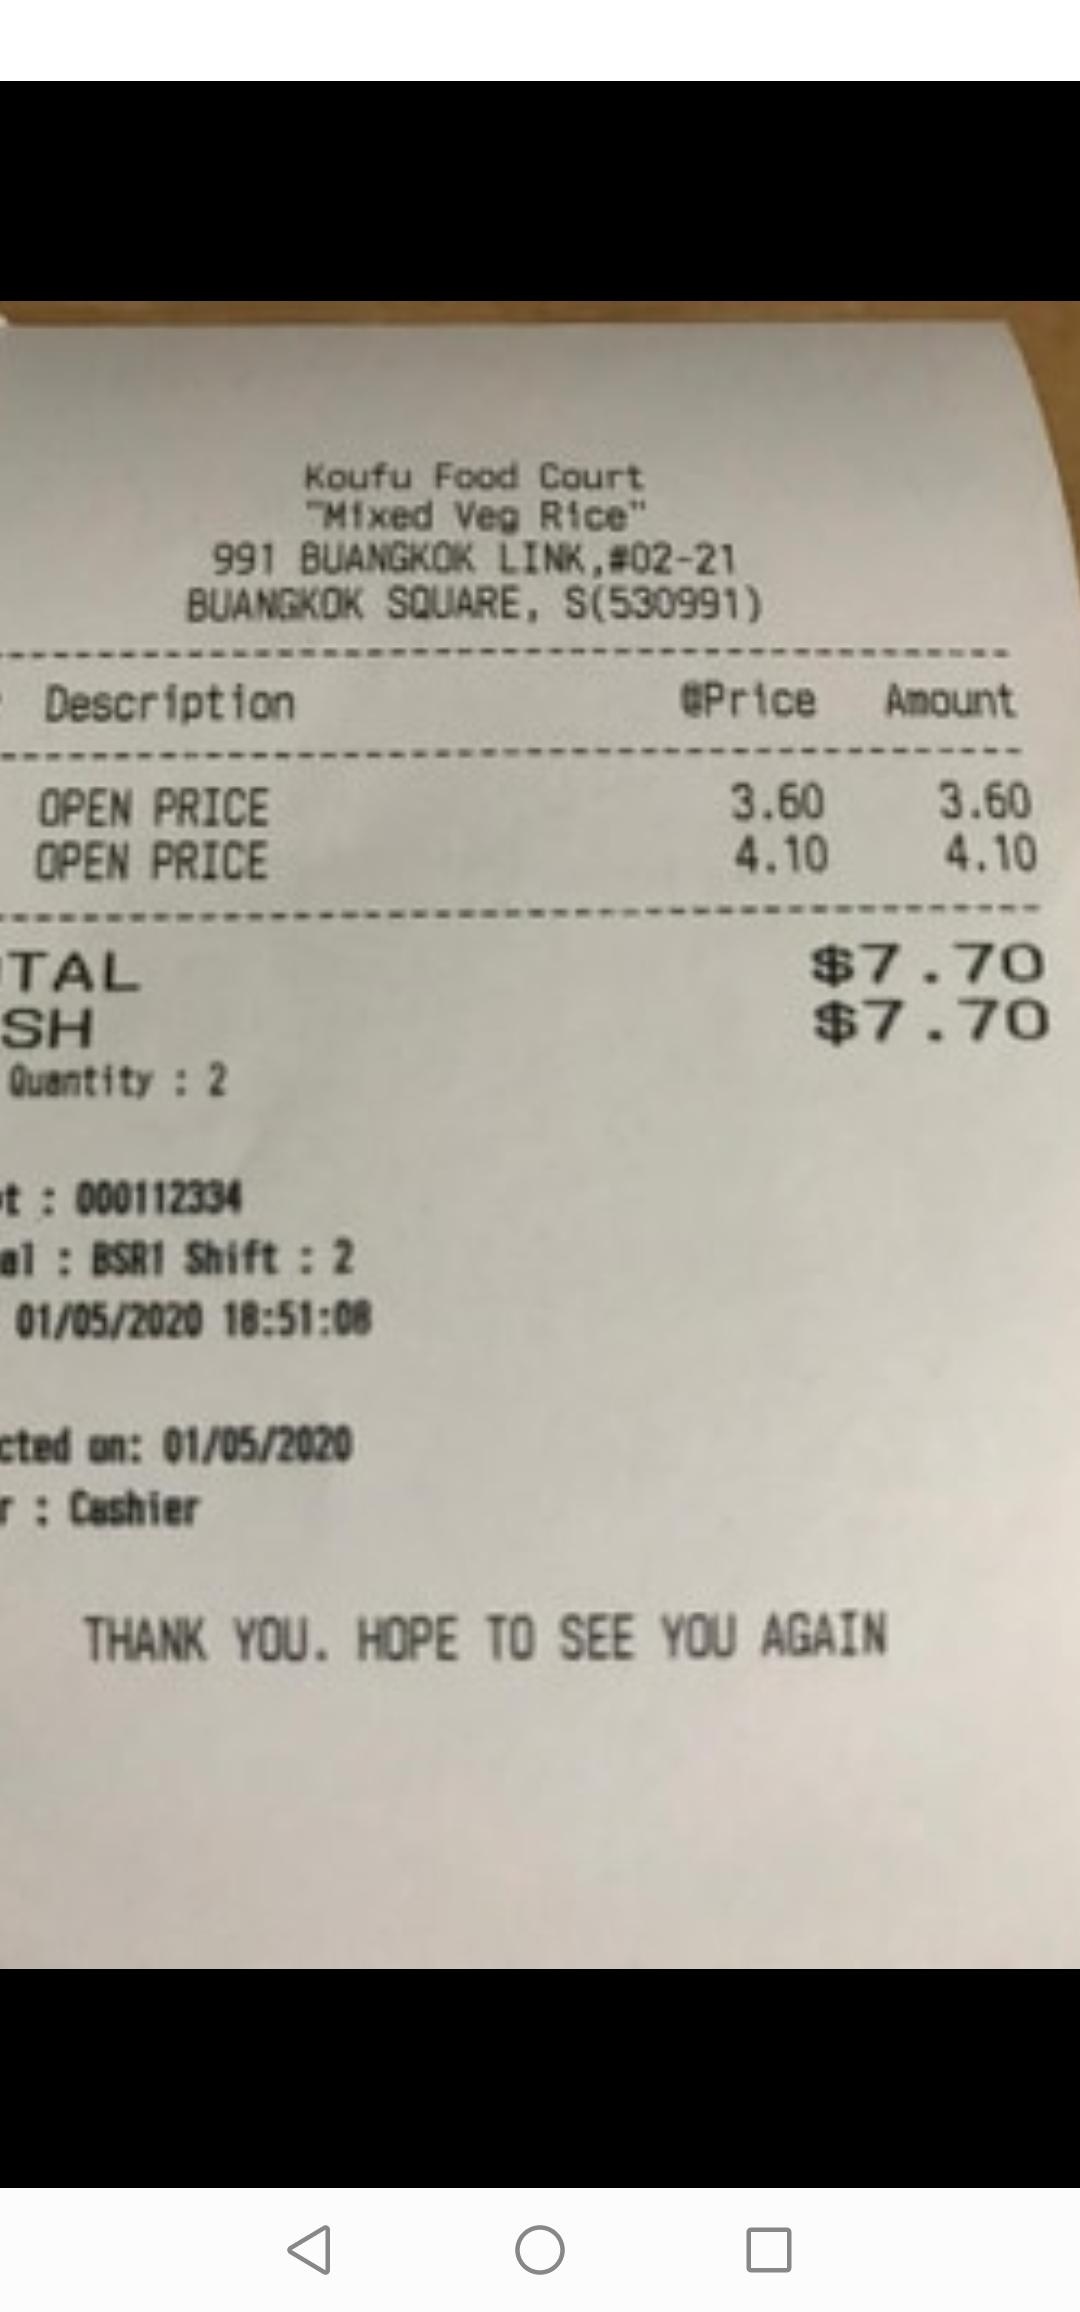 Koufu Food Court
"Mixed Veg Rice"
991 BUANGKOK LINK,#02-21
BUANGKOK SQUARE, S(530991)
Description @Price Amount
OPEN PRICE 3.60 3.60
OPEN PRICE 4.10 4.10
TAL $7.70
SH $7.70
Quantity : 2
t : 000112334
al : BSR1 Shift : 2
01/05/2020 18:51:08
cted on: 01/05/2020
r : Cashier
THANK YOU. HOPE TO SEE YOU AGAIN